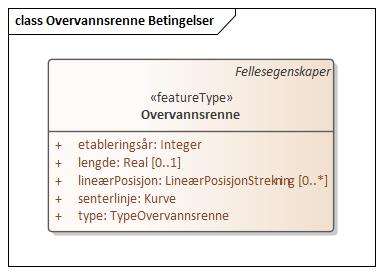 class Overvannsrenne Betingelser
Fellesegenskaper
«featureType»
Overvannsrenne
+ etableringsår: Integer
+ lengde: Real [0..1]
+ lineærPosisjon: LineærPosisjonStrekning [0..*]
+ senterlinje: Kurve
+ type: TypeOvervannsrenne